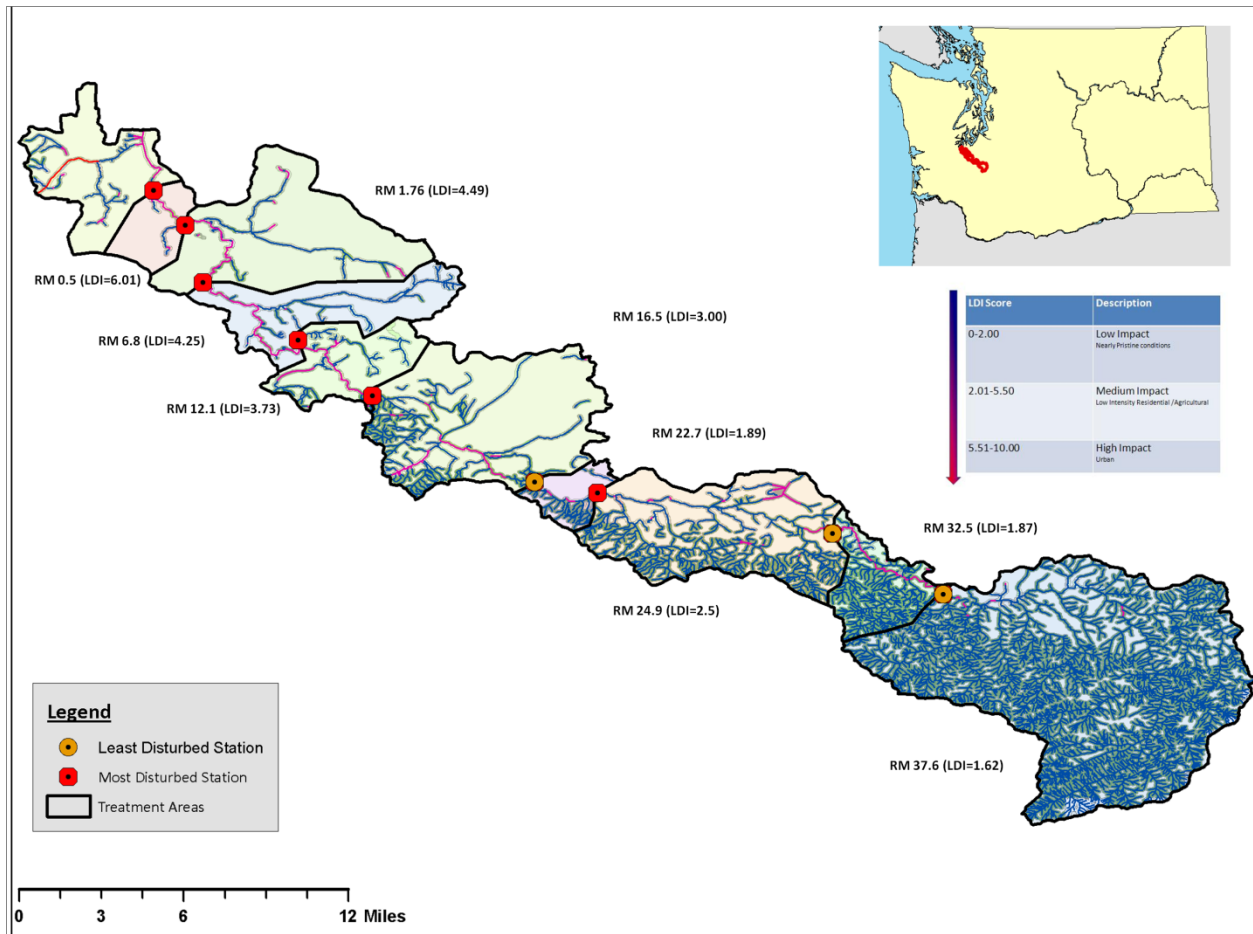 RM 1.76 (LDI=4.49)
RM 0.5 (LDI=6.01)
RM 6.8 (LDI=4.25)
RM 16.5 (LDI=3.00)
RM 12.1 (LDI=3.73)
RM 22.7 (LDI=1.89)
RM 32.5 (LDI=1.87)
RM 24.9 (LDI=2.5)
RM 37.6 (LDI=1.62)
LDI Score Description
0-2.00 Low Impact
Nearly Pristine conditions
2.01-5.50 Medium Impact
Low Intensity Residential /Agricultural
5.51-10.00 High Impact
Urban
Legend
Least Disturbed Station
Most Disturbed Station
Treatment Areas
0 3 6 12 Miles